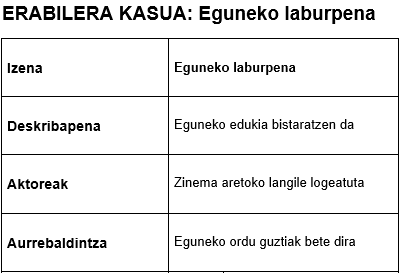 ERABILERA KASUA: Eguneko laburpena
Izena Eguneko laburpena
Deskribapena Eguneko edukia bistaratzen da
Aktoreak Zinema aretoko langile logeatuta
Aurrebaldintza Eguneko ordu guztiak bete dira